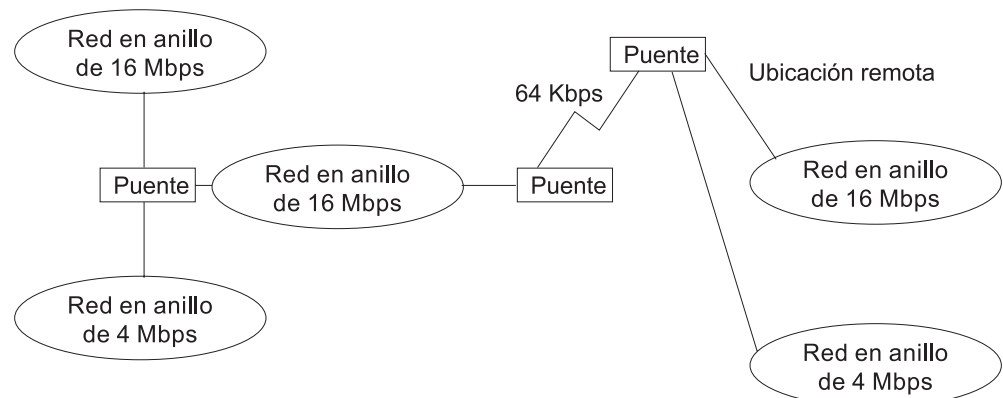 Red en anillo
de 16 Mbps
Puente
Ubicación remota
64 Kbps
Puente
Red en anillo
de 16 Mbps
Puente
Red en anillo
de 16 Mbps
Red en anillo
de 4 Mbps
Red en anillo
de 4 Mbps